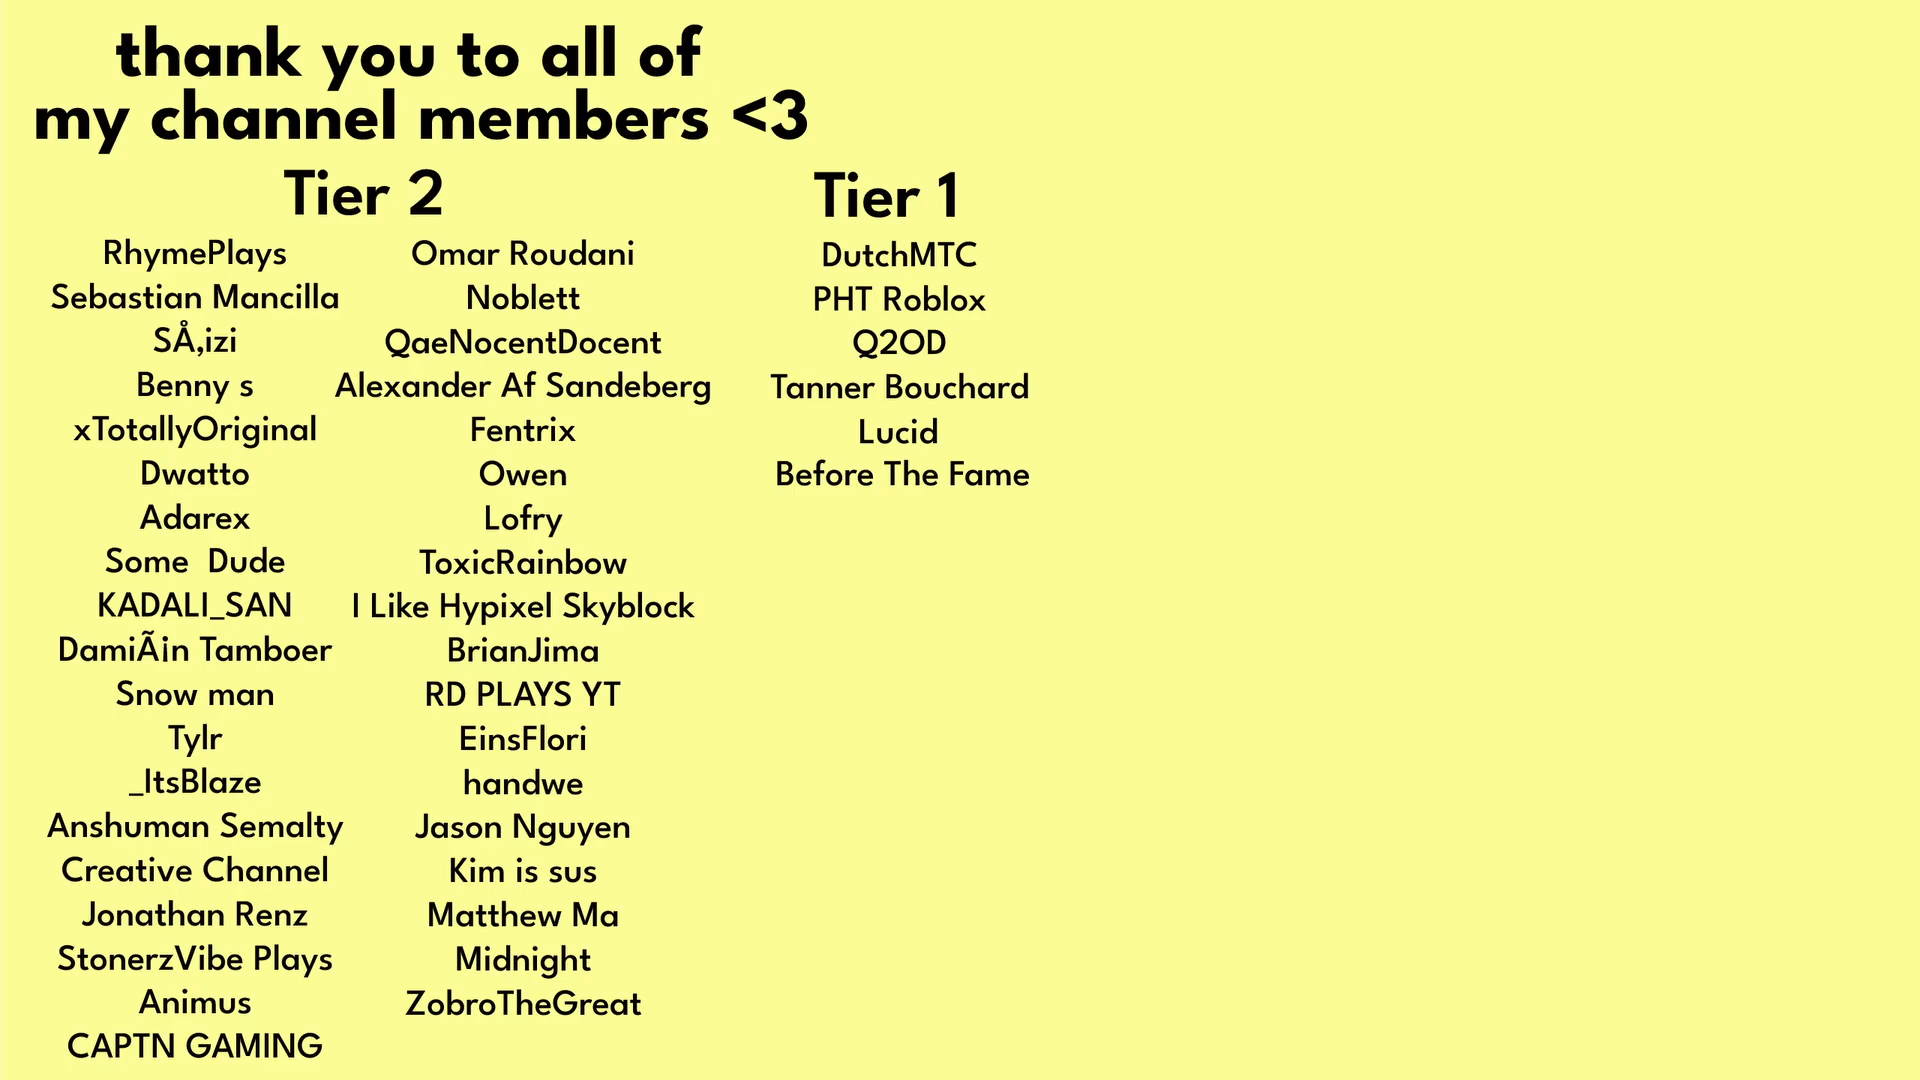 thank you to all of
my channel members <3
Tier 2
RhymePlays
Sebastian Mancilla
SÅ,izi
Benny s
xTotallyOriginal
Dwatto
Adarex
Some  Dude
KADALI_SAN
DamiÃ¡n Tamboer
Snow man
Tylr
_ItsBlaze
Anshuman Semalty
Creative Channel
Jonathan Renz
StonerzVibe Plays
Animus
CAPTN GAMING
Omar Roudani
Noblett
QaeNocentDocent
Alexander Af Sandeberg
Fentrix
Owen
Lofry
ToxicRainbow
I Like Hypixel Skyblock
BrianJima
RD PLAYS YT
EinsFlori
handwe
Jason Nguyen
Kim is sus
Matthew Ma
Midnight
ZobroTheGreat
Tier 1
DutchMTC
PHT Roblox
Q2OD
Tanner Bouchard
Lucid
Before The Fame